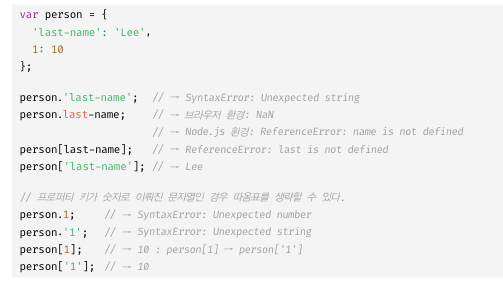 var person = {
  'last-name': 'Lee',
  1: 10
};

person.'last-name';  // → SyntaxError: Unexpected string
person.last-name;    // → 브라우저 환경: NaN
                     // → Node.js 환경: ReferenceError: name is not defined
person[last-name];   // → ReferenceError: last is not defined
person['last-name']; // → Lee

// 프로퍼티 키가 숫자로 이뤄진 문자열인 경우 따옴표를 생략할 수 있다.
person.1;     // → SyntaxError: Unexpected number
person.'1';   // → SyntaxError: Unexpected string
person[1];    // → 10 : person[1] → person['1']
person['1'];  // → 10